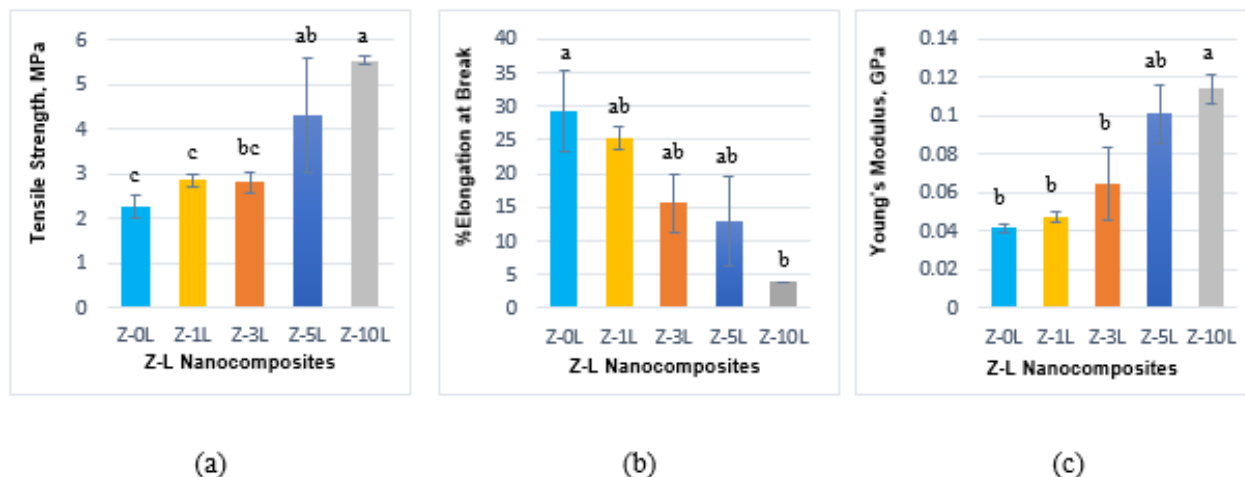 Tensile Strength, MPa
6
5
4
3
2
1
0
c
c
bc
ab
a
Z-0L Z-1L Z-3L Z-5L Z-10L
Z-L Nanocomposites
(a)
%Elongation at Break
40
35
30
25
20
15
10
5
0
a
ab
ab
ab
b
Z-0L Z-1L Z-3L Z-5L Z-10L
Z-L Nanocomposites
(b)
Young's Modulus, GPa
0.14
0.12
0.1
0.08
0.06
0.04
0.02
0
b
b
b
ab
a
Z-0L Z-1L Z-3L Z-5L Z-10L
Z-L Nanocomposites
(c)